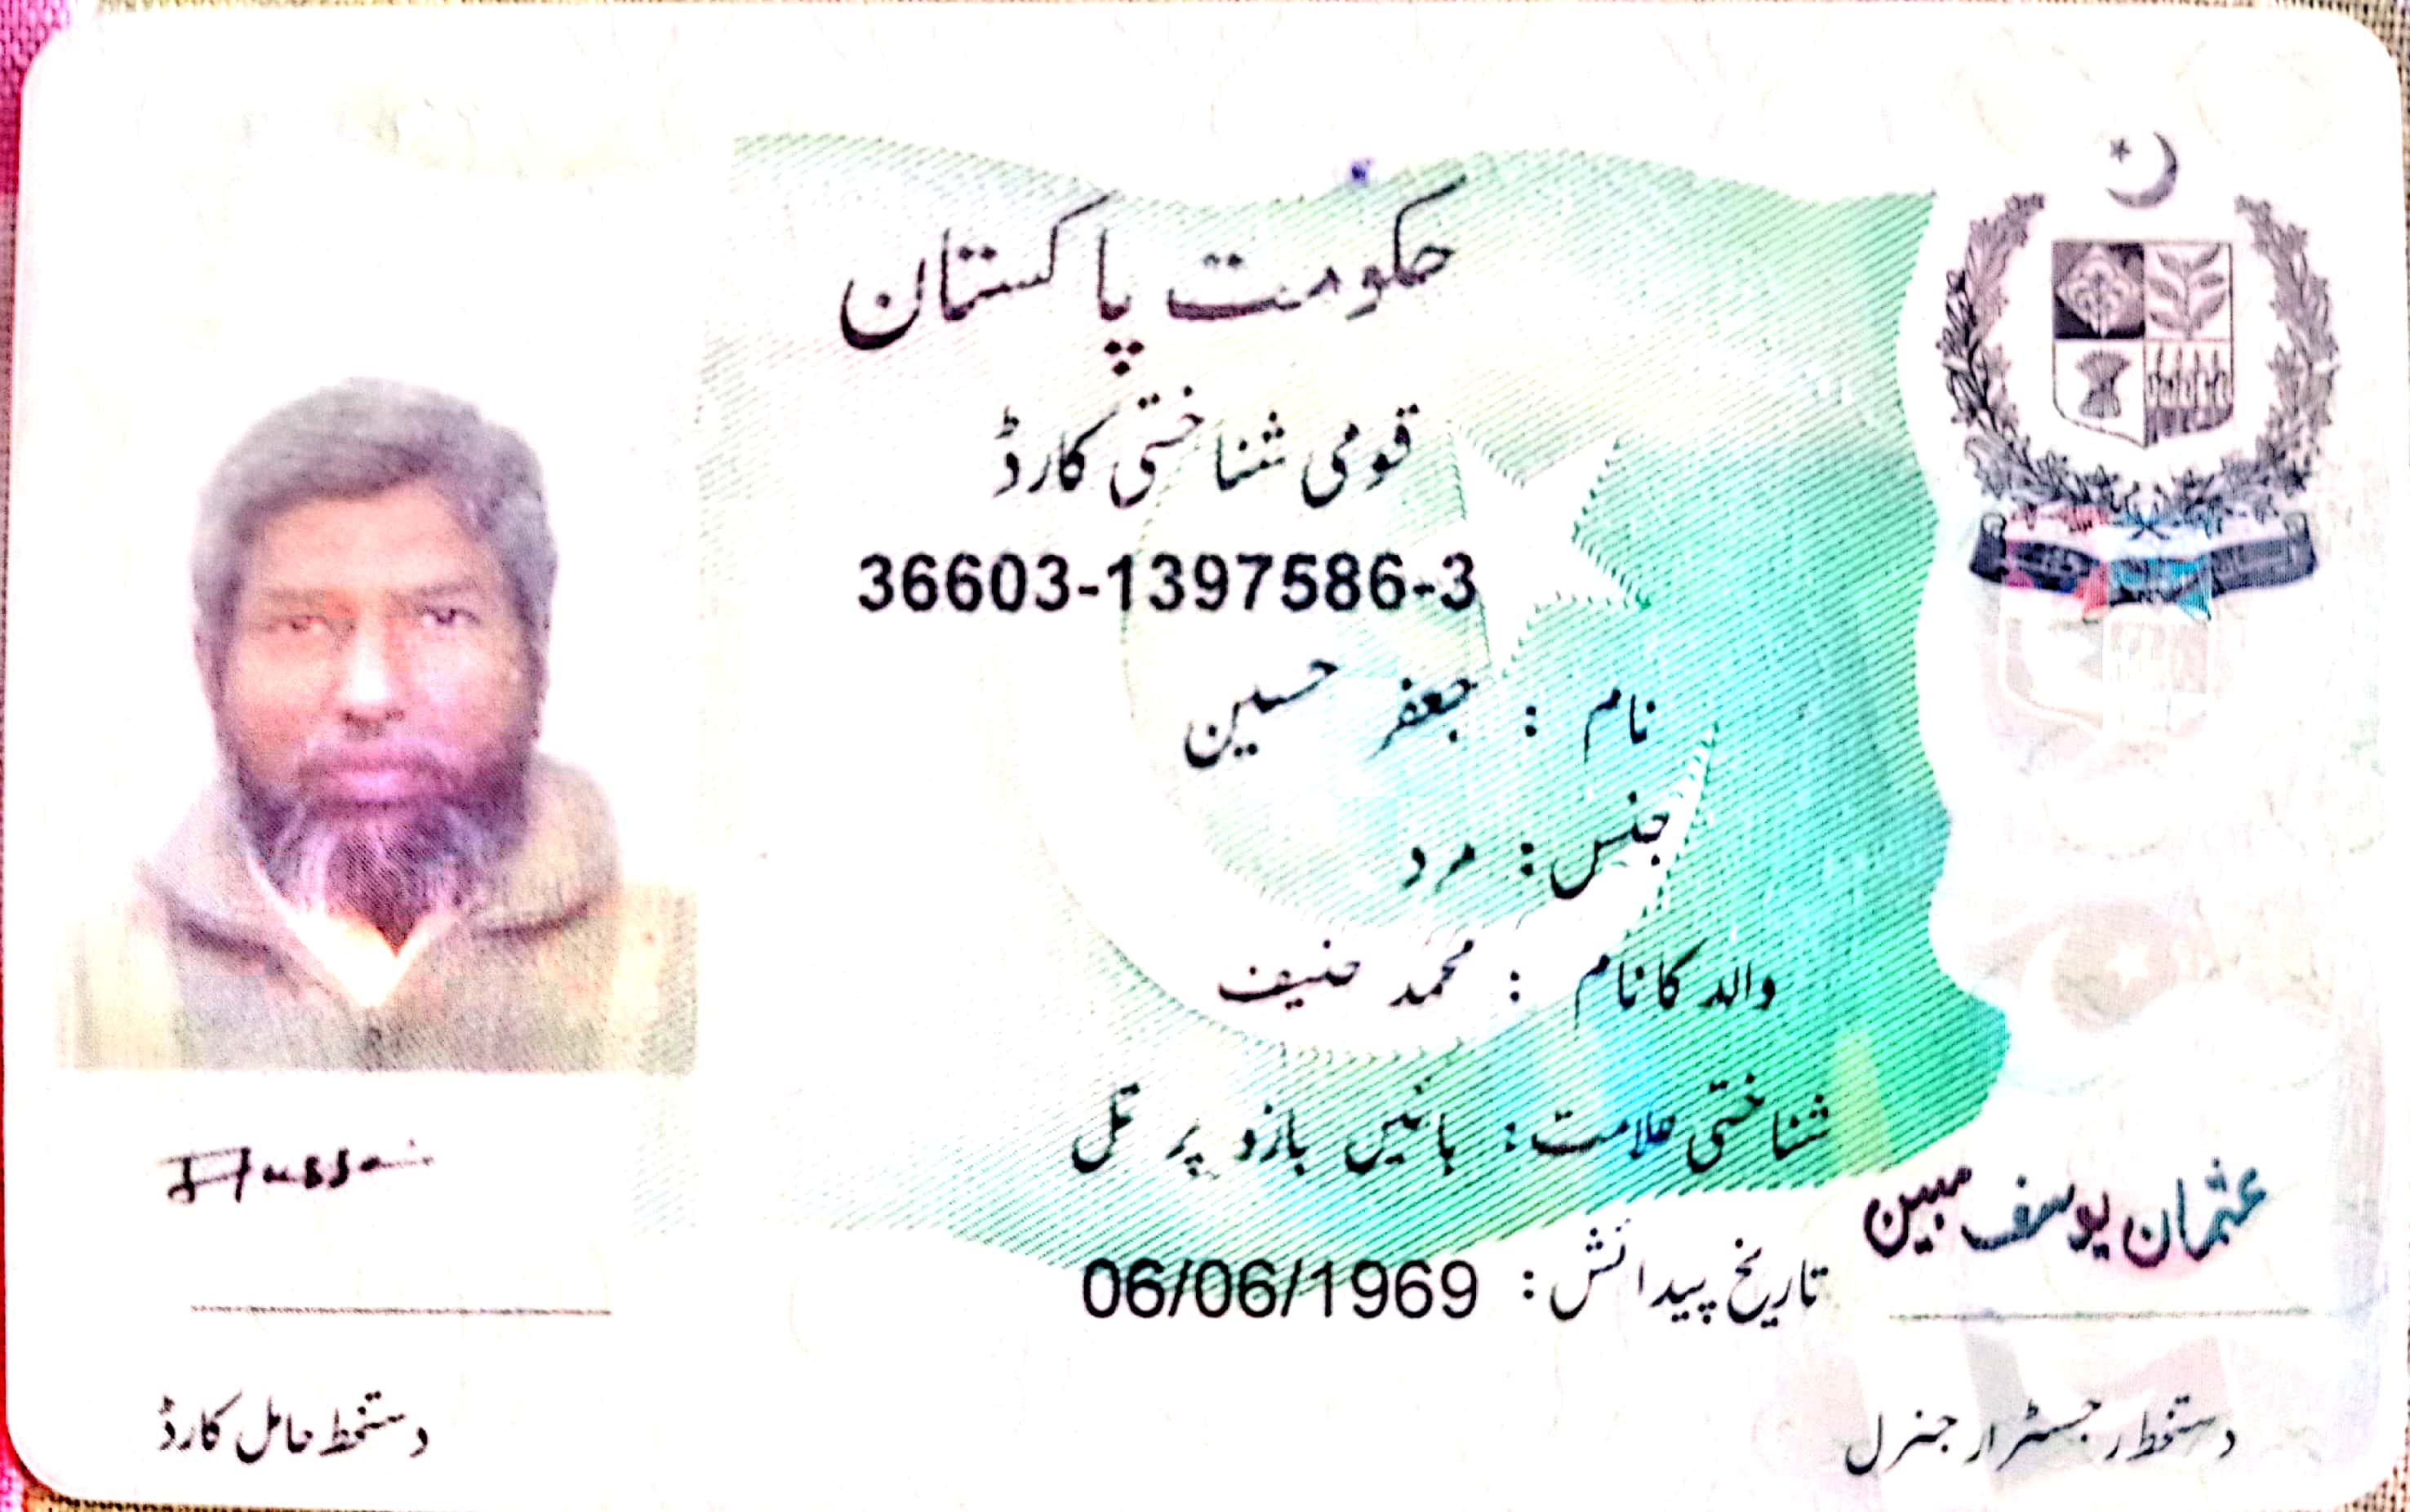 حکومت پاکستان
قومی شناختی کارڈ
36603-1397586-3
نام : جعفر حسین
جنس : مرد
والد کا نام : محمد حنیف
شناختی علامت : بائیں بازو پر تل
تاریخ پیدائش : 06/06/1969
عثمان یوسف مبین
دستخط رجسٹرار جنرل
دستخط حامل کارڈ